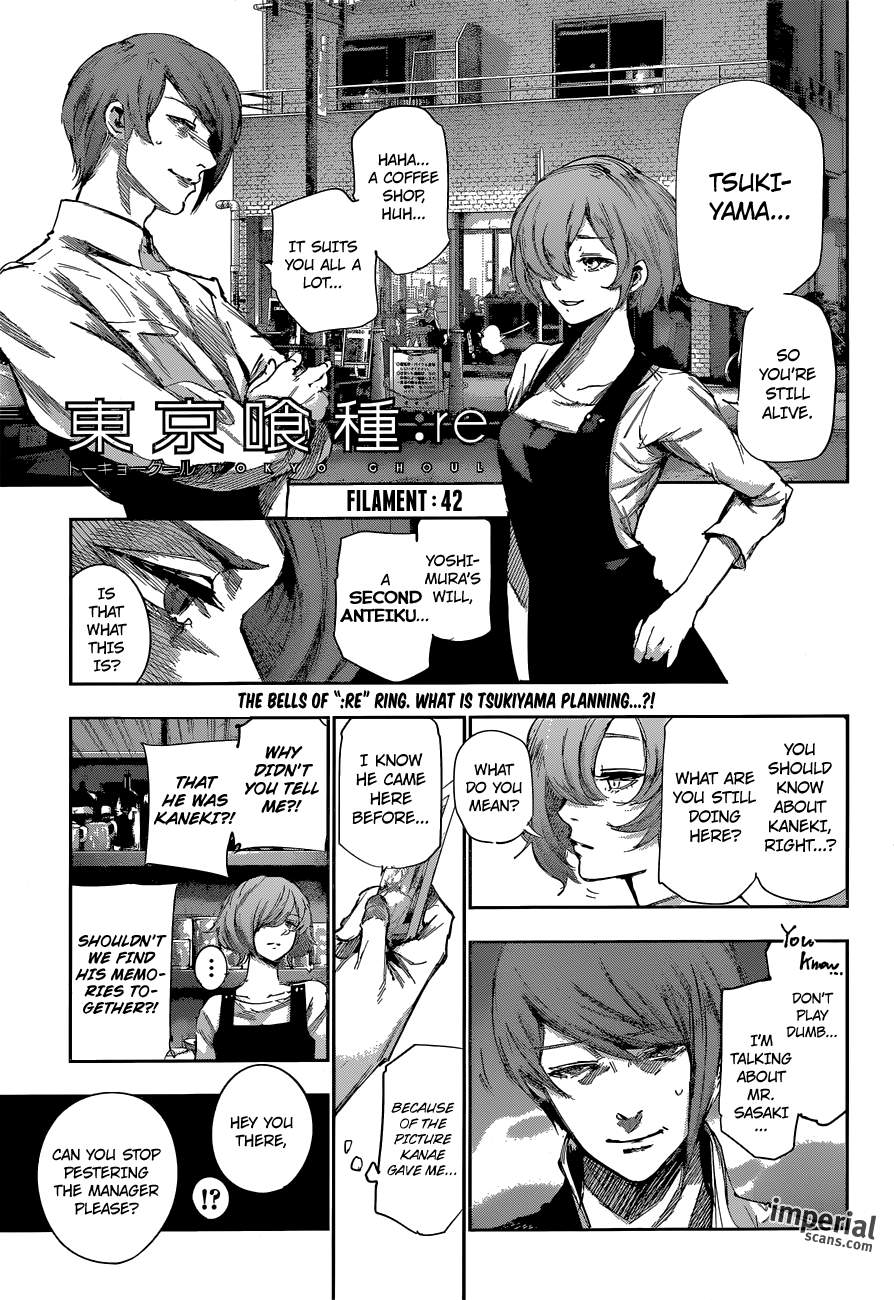 TSUKI-
YAMA...
SO
YOU'RE
STILL
ALIVE.
HAHA...
A COFFEE
SHOP,
HUH...
IT SUITS
YOU ALL A
LOT...
東京喰種:re
トーキョーグール TOKYO GHOUL
FILAMENT : 42
YOSHI-
MURA'S
WILL,
A
SECOND
ANTEIKU...
IS
THAT
WHAT
THIS
IS?
THE BELLS OF “:RE” RING. WHAT IS TSUKIYAMA PLANNING...?!
YOU
SHOULD
KNOW
ABOUT
KANEKI,
RIGHT...?
WHAT ARE
YOU STILL
DOING
HERE?
WHAT
DO YOU
MEAN?
You
know...
DON'T
PLAY
DUMB...
I'M
TALKING
ABOUT
MR.
SASAKI
...
I KNOW
HE CAME
HERE
BEFORE...
BECAUSE
OF THE
PICTURE
KANAE
GAVE ME...
WHY
DIDN'T
YOU TELL
ME?!
THAT
HE WAS
KANEKI?!
SHOULDN'T
WE FIND
HIS MEMO-
RIES TO-
GETHER?!
...
HEY YOU
THERE,
!?
CAN YOU STOP
PESTERING
THE MANAGER
PLEASE?
imperial
scans.com